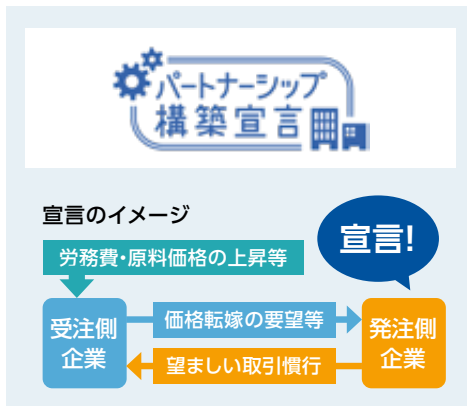 パートナーシップ
構築宣言
宣言のイメージ
宣言!
労務費・原料価格の上昇等
受注側
企業
価格転嫁の要望等
望ましい取引慣行
発注側
企業